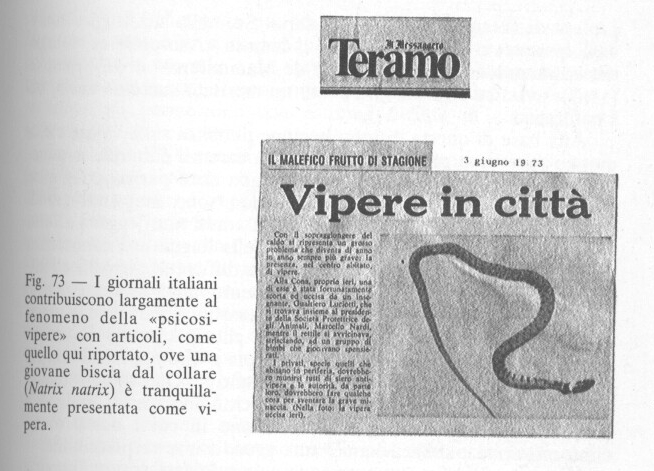 Il Messaggero
Teramo
IL MALEFICO FRUTTO DI STAGIONE
3 giugno 19 73
Vipere in città
Con il sopraggiungere del
caldo si ripresenta un grosso
problema che diventa di anno
in anno sempre più grave: la
presenza, nel centro abitato,
di vipere.
Alla Cona, proprio ieri, una
di esse è stata fortunatamente
scorta ed uccisa da un inse-
gnante, Gualtiero Luciotti, che
si trovava insieme al presiden-
te della Società Protettrice de-
gli Animali, Marcello Nardi,
mentre il rettile si avvicinava,
strisciando, ad un gruppo di
bimbi che giocavano spensie-
rati.
I privati, specie quelli che
abitano in periferia, dovrebbe-
ro munirsi tutti di siero anti-
vipera e le autorità, da parte
loro, dovrebbero fare qualche
cosa per sventare la grave mi-
naccia. (Nella foto: la vipera
uccisa ieri).
Fig. 73 — I giornali italiani
contribuiscono largamente al
fenomeno della «psicosi-
vipere» con articoli, come
quello qui riportato, ove una
giovane biscia dal collare
(Natrix natrix) è tranquilla-
mente presentata come vi-
pera.